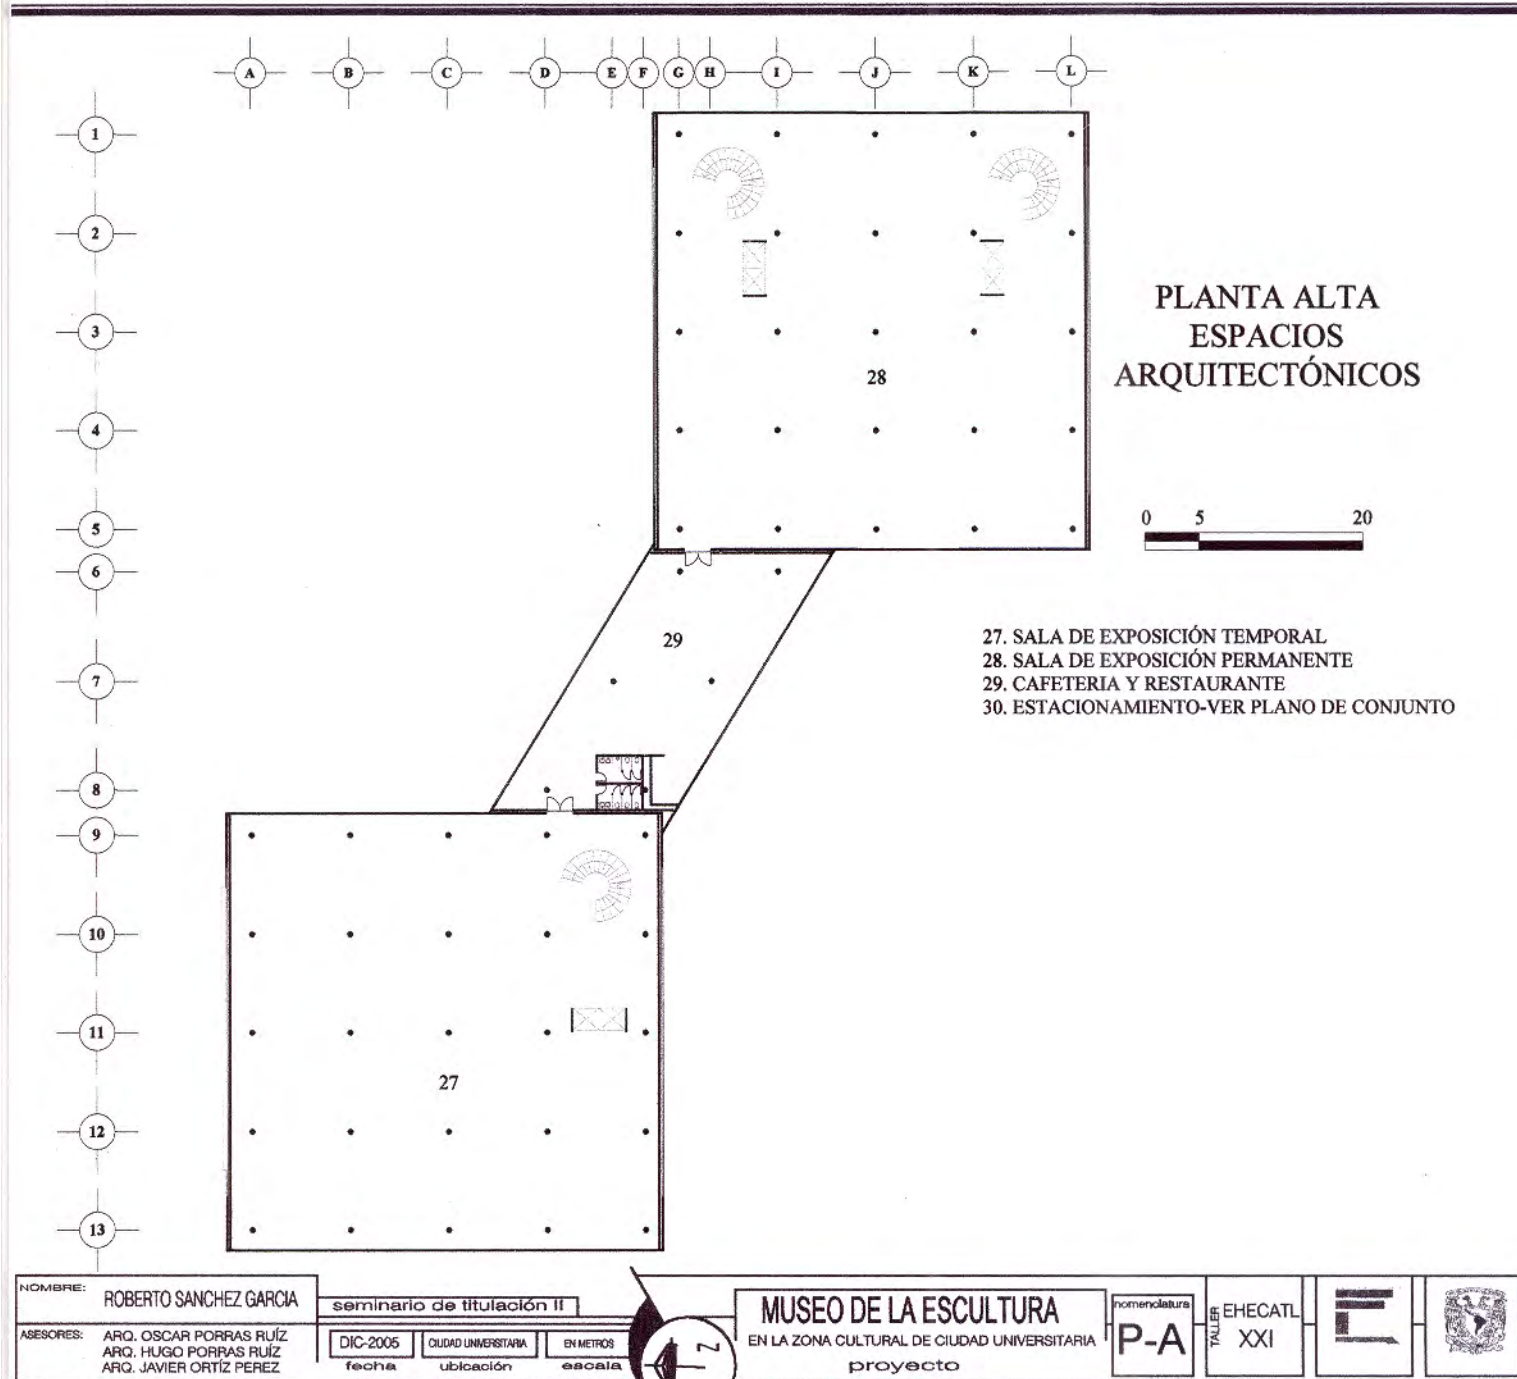 A B C D E F G H I J K L
1
2
3
4
5
6
7
8
9
10
11
12
13
28
29
27
PLANTA ALTA
ESPACIOS
ARQUITECTÓNICOS
0 5 20
27. SALA DE EXPOSICIÓN TEMPORAL
28. SALA DE EXPOSICIÓN PERMANENTE
29. CAFETERIA Y RESTAURANTE
30. ESTACIONAMIENTO-VER PLANO DE CONJUNTO
NOMBRE: ROBERTO SANCHEZ GARCIA
ASESORES: ARQ. OSCAR PORRAS RUÍZ
ARQ. HUGO PORRAS RUÍZ
ARQ. JAVIER ORTÍZ PEREZ
seminario de titulación II
DIC-2005
fecha
CIUDAD UNIVERSITARIA
ubicación
EN METROS
escala
N
MUSEO DE LA ESCULTURA
EN LA ZONA CULTURAL DE CIUDAD UNIVERSITARIA
proyecto
nomenclatura
P-A
TALLER
EHECATL
XXI